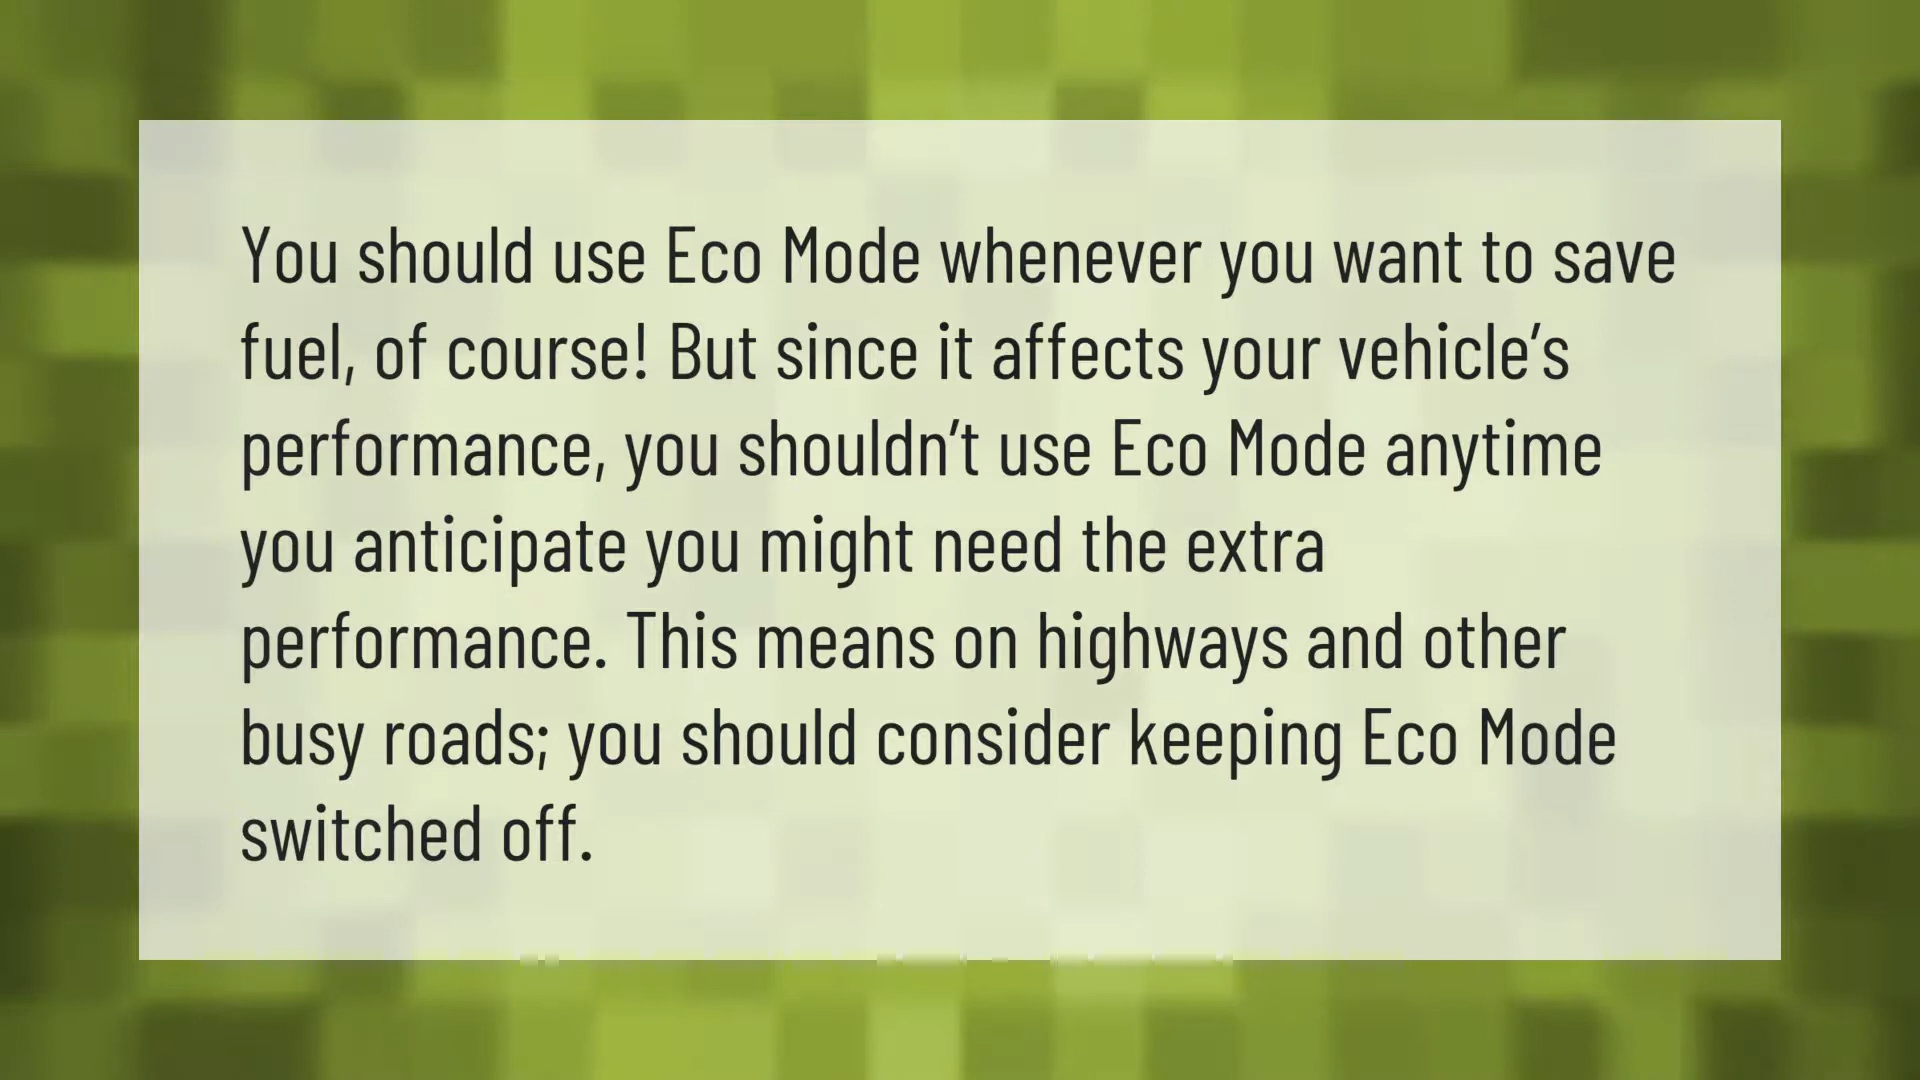 You should use Eco Mode whenever you want to save
fuel, of course! But since it affects your vehicle’s
performance, you shouldn’t use Eco Mode anytime
you anticipate you might need the extra
performance. This means on highways and other
busy roads; you should consider keeping Eco Mode
switched off.